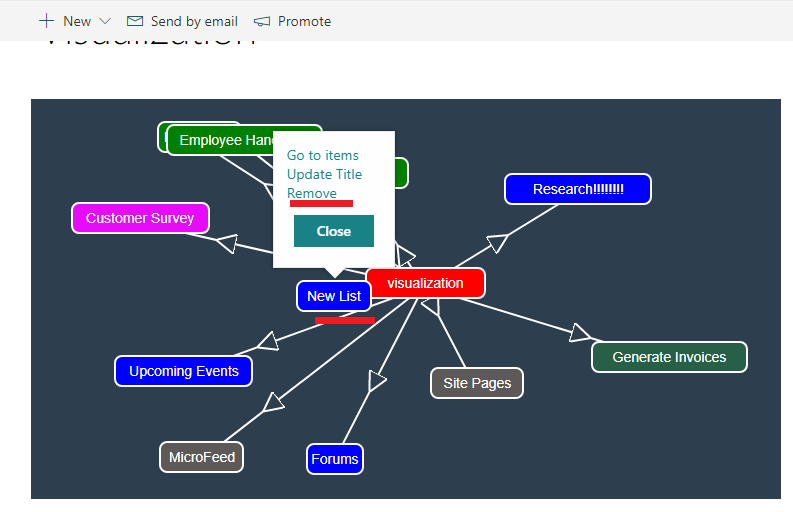 New
Send by email
Promote
Employee Han
Go to items
Update Title
Remove
Close
Research!!!!!!!!
Customer Survey
visualization
New List
Generate Invoices
Upcoming Events
Site Pages
MicroFeed
Forums